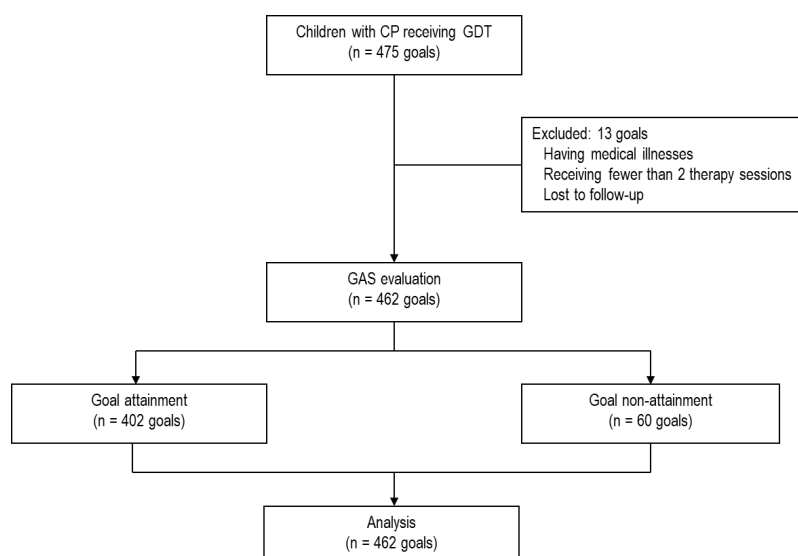 Children with CP receiving GDT
(n = 475 goals)
Excluded: 13 goals
Having medical illnesses
Receiving fewer than 2 therapy sessions
Lost to follow-up
GAS evaluation
(n = 462 goals)
Goal attainment
(n = 402 goals)
Goal non-attainment
(n = 60 goals)
Analysis
(n = 462 goals)